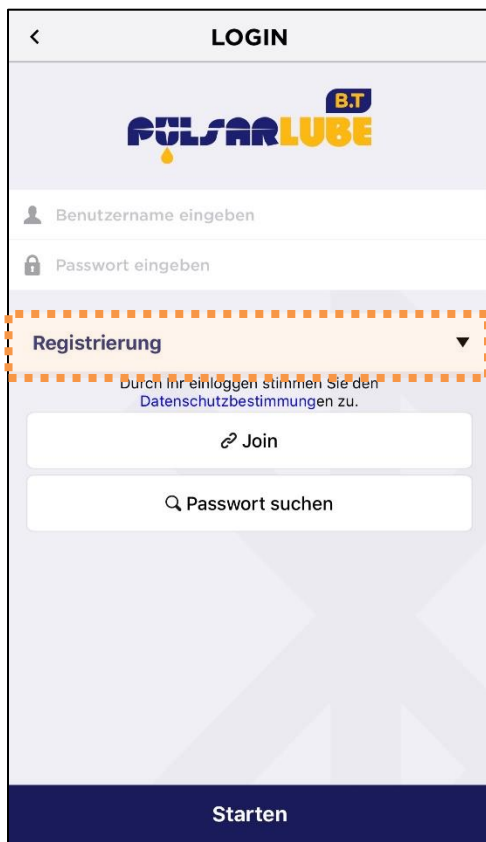 LOGIN
B.T
PULSARLUBE
Benutzername eingeben
Passwort eingeben
Registrierung
Durch Ihr einloggen stimmen Sie den
Datenschutzbestimmungen zu.
Join
Passwort suchen
Starten